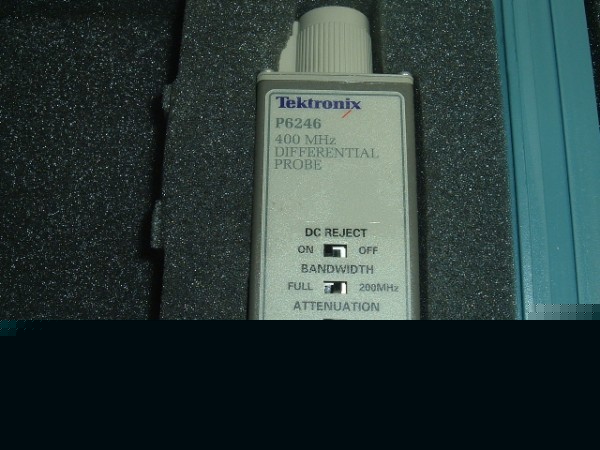 Tektronix
P6246
400 MHz
DIFFERENTIAL
PROBE
DC REJECT
ON OFF
BANDWIDTH
FULL 200MHz
ATTENUATION